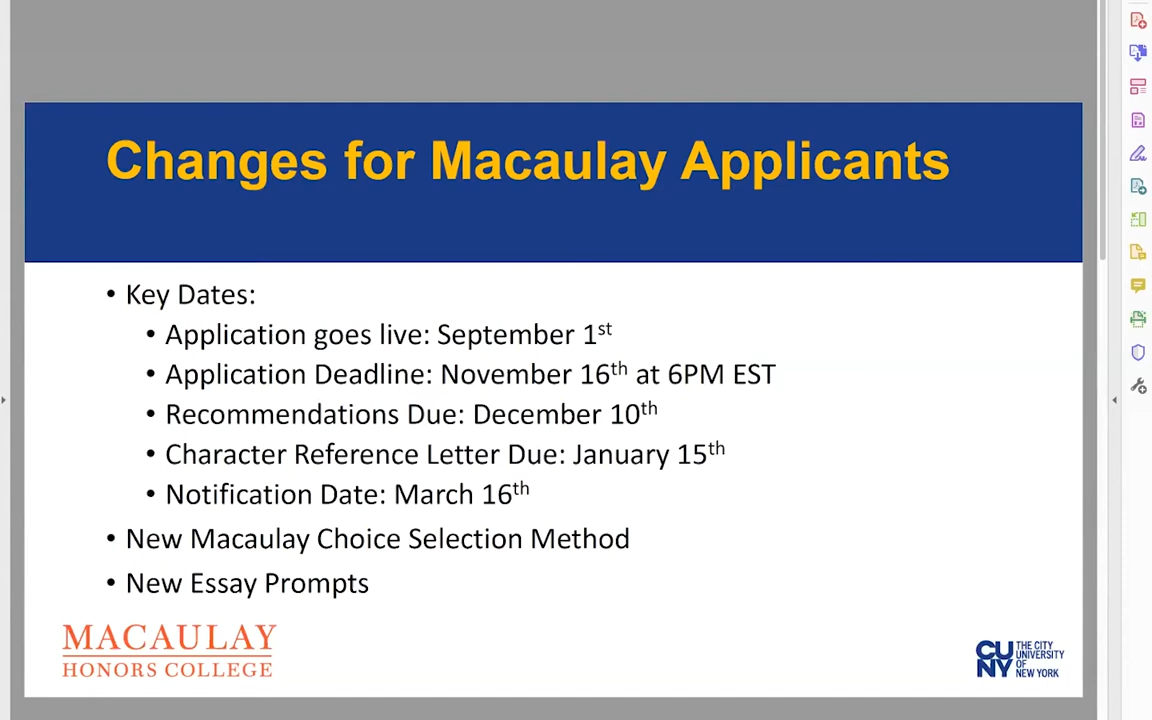 Changes for Macaulay Applicants
• Key Dates:
• Application goes live: September 1st
• Application Deadline: November 16th at 6PM EST
• Recommendations Due: December 10th
• Character Reference Letter Due: January 15th
• Notification Date: March 16th
• New Macaulay Choice Selection Method
• New Essay Prompts
MACAULAY
HONORS COLLEGE
CU
NY
THE CITY
UNIVERSITY
OF
NEW YORK